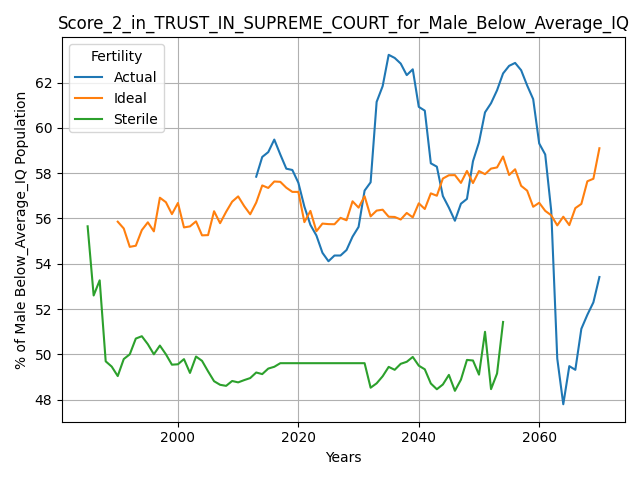 Score_2_in_TRUST_IN_SUPREME_COURT_for_Male_Below_Average_IQ
Fertility
Actual
Ideal
Sterile
% of Male Below_Average_IQ Population
62
60
58
56
54
52
50
48
2000
2020
2040
2060
Years